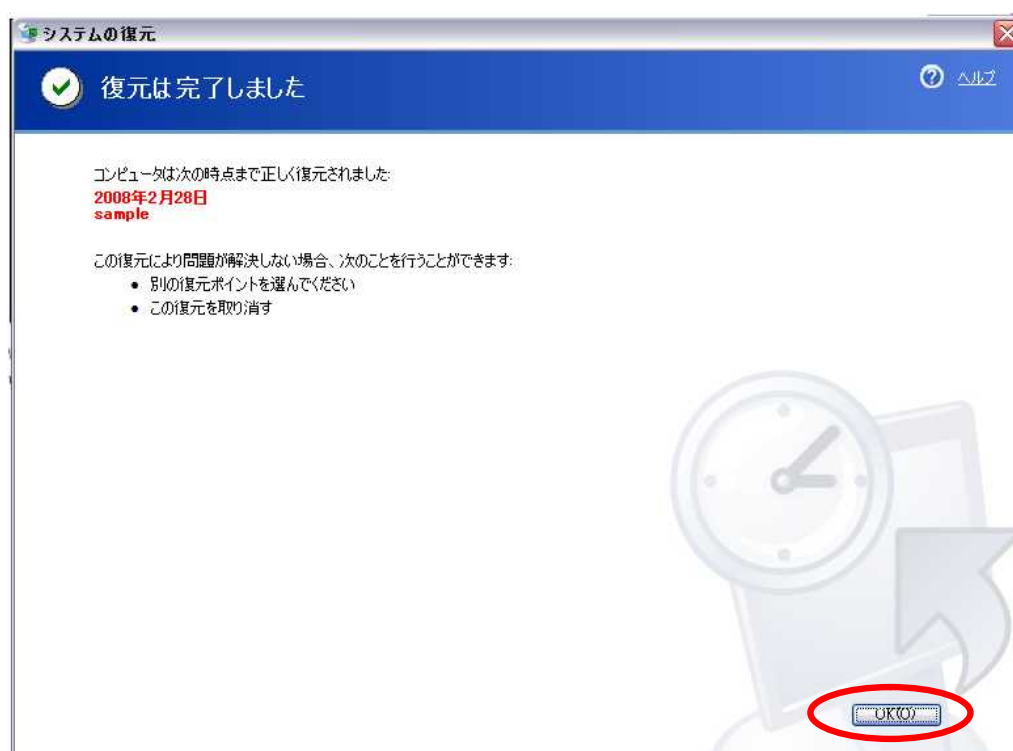 システムの復元
復元は完了しました
ヘルプ
コンピュータは次の時点まで正しく復元されました:
2008年2月28日
sample
この復元により問題が解決しない場合、次のことを行うことができます:
• 別の復元ポイントを選んでください
• この復元を取り消す
OK(O)